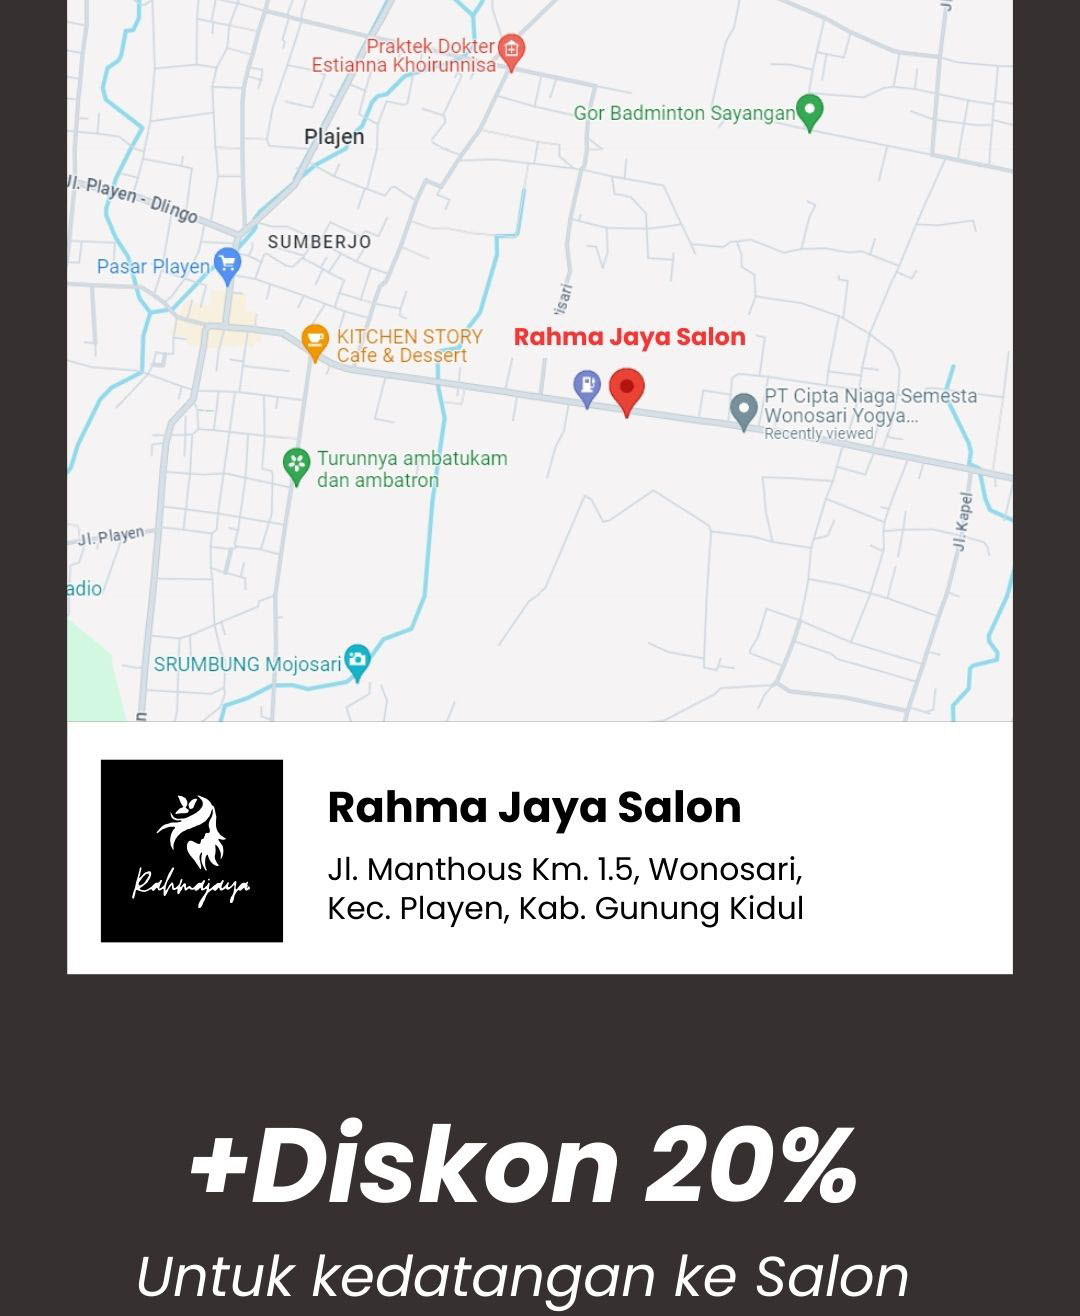 Praktek Dokter
Estianna Khoirunnisa
Gor Badminton Sayangan
Plajen
Jl. Playen - Dlingo
SUMBERJO
Pasar Playen
KITCHEN STORY
Cafe & Dessert
Rahma Jaya Salon
PT Cipta Niaga Semesta
Wonosari Yogya...
Recently viewed
Turunnya ambatukam
dan ambatron
Jl. Kapel
Jl. Playen
adio
SRUMBUNG Mojosari
Rahmajaya
Rahma Jaya Salon
Jl. Manthous Km. 1.5, Wonosari,
Kec. Playen, Kab. Gunung Kidul
+Diskon 20%
Untuk kedatangan ke Salon